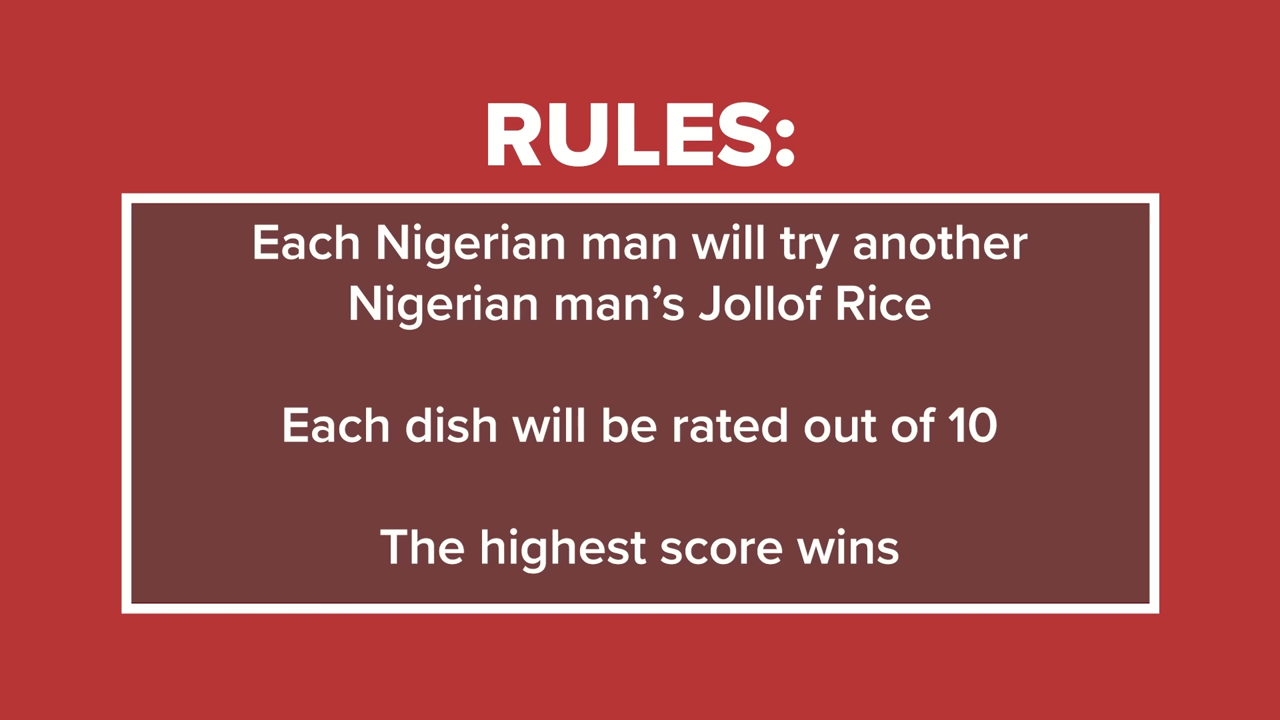 RULES:
Each Nigerian man will try another
Nigerian man’s Jollof Rice
Each dish will be rated out of 10
The highest score wins